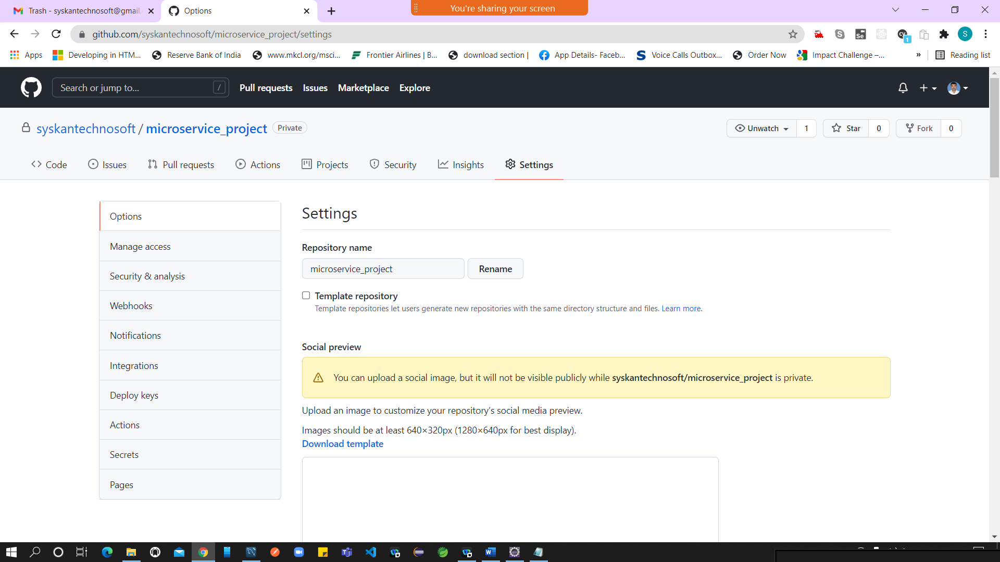 Trash - syskantechnosoft@gmail.
Options
You're sharing your screen
github.com/syskantechnosoft/microservice_project/settings
S
1
Apps
Developing in HTM...
Reserve Bank of India
www.mkcl.org/msci...
Frontier Airlines | B...
download section |
App Details- Faceb...
Voice Calls Outbox...
Order Now
Impact Challenge –...
»
Reading list
Search or jump to...
/
Pull requests
Issues
Marketplace
Explore
syskantechnosoft / microservice_project
Private
Unwatch
1
Star
0
Fork
0
Code
Issues
Pull requests
Actions
Projects
Security
Insights
Settings
Options
Manage access
Security & analysis
Webhooks
Notifications
Integrations
Deploy keys
Actions
Secrets
Pages
Settings
Repository name
microservice_project
Rename
Template repository
Template repositories let users generate new repositories with the same directory structure and files. Learn more.
Social preview
You can upload a social image, but it will not be visible publicly while syskantechnosoft/microservice_project is private.
Upload an image to customize your repository’s social media preview.
Images should be at least 640×320px (1280×640px for best display).
Download template